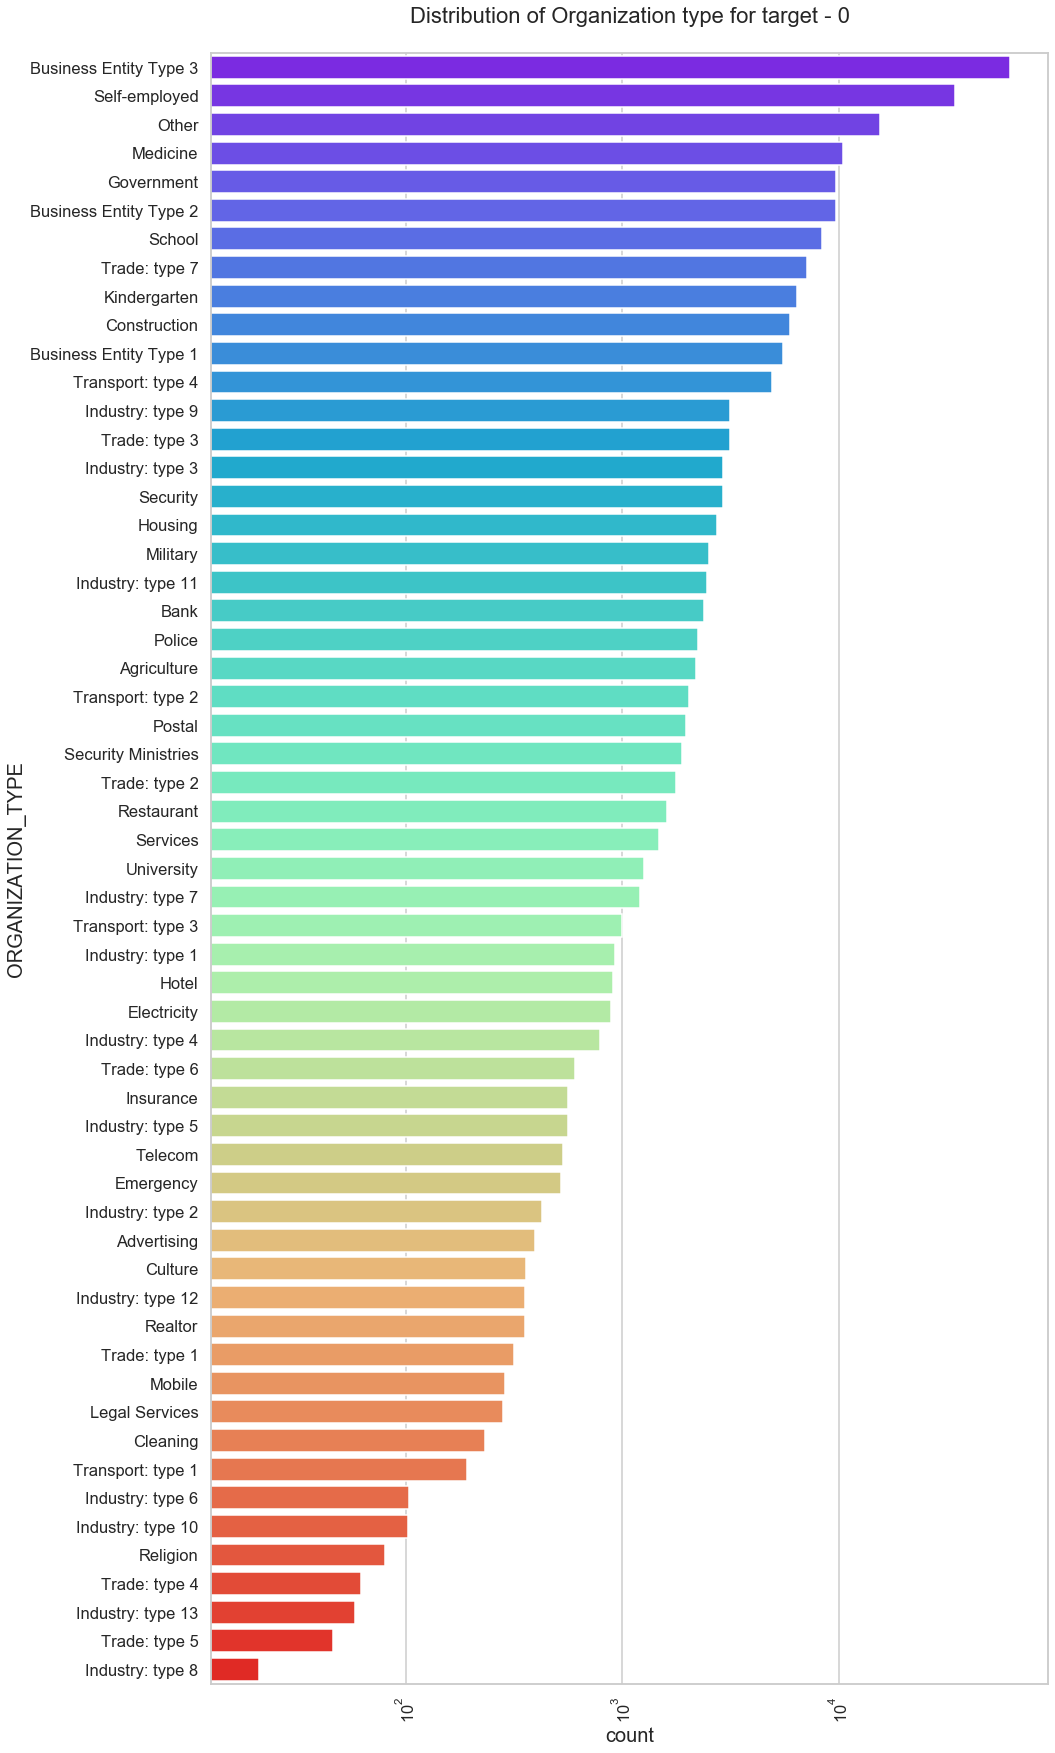 Distribution of Organization type for target - 0
Business Entity Type 3
Self-employed
Other
Medicine
Government
Business Entity Type 2
School
Trade: type 7
Kindergarten
Construction
Business Entity Type 1
Transport: type 4
Industry: type 9
Trade: type 3
Industry: type 3
Security
Housing
Military
Industry: type 11
Bank
Police
Agriculture
Transport: type 2
Postal
Security Ministries
Trade: type 2
Restaurant
Services
University
Industry: type 7
Transport: type 3
Industry: type 1
Hotel
Electricity
Industry: type 4
Trade: type 6
Insurance
Industry: type 5
Telecom
Emergency
Industry: type 2
Advertising
Culture
Industry: type 12
Realtor
Trade: type 1
Mobile
Legal Services
Cleaning
Transport: type 1
Industry: type 6
Industry: type 10
Religion
Trade: type 4
Industry: type 13
Trade: type 5
Industry: type 8
ORGANIZATION_TYPE
10²
10³
10⁴
count